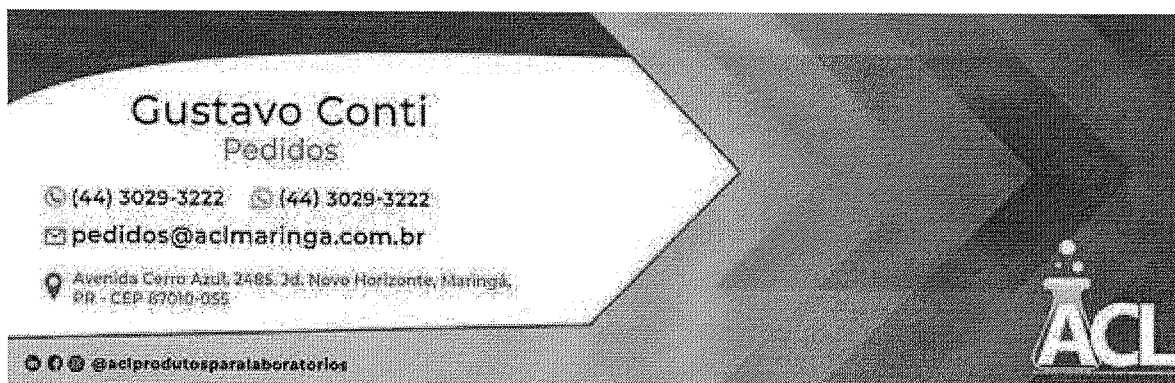 Gustavo Conti
Pedidos
(44) 3029-3222 (44) 3029-3222
pedidos@aclmaringa.com.br
Avenida Cerro Azul, 2485, Jd. Novo Horizonte, Maringá,
PR - CEP 87010-055
@aclprodutosparalaboratorios
ACL